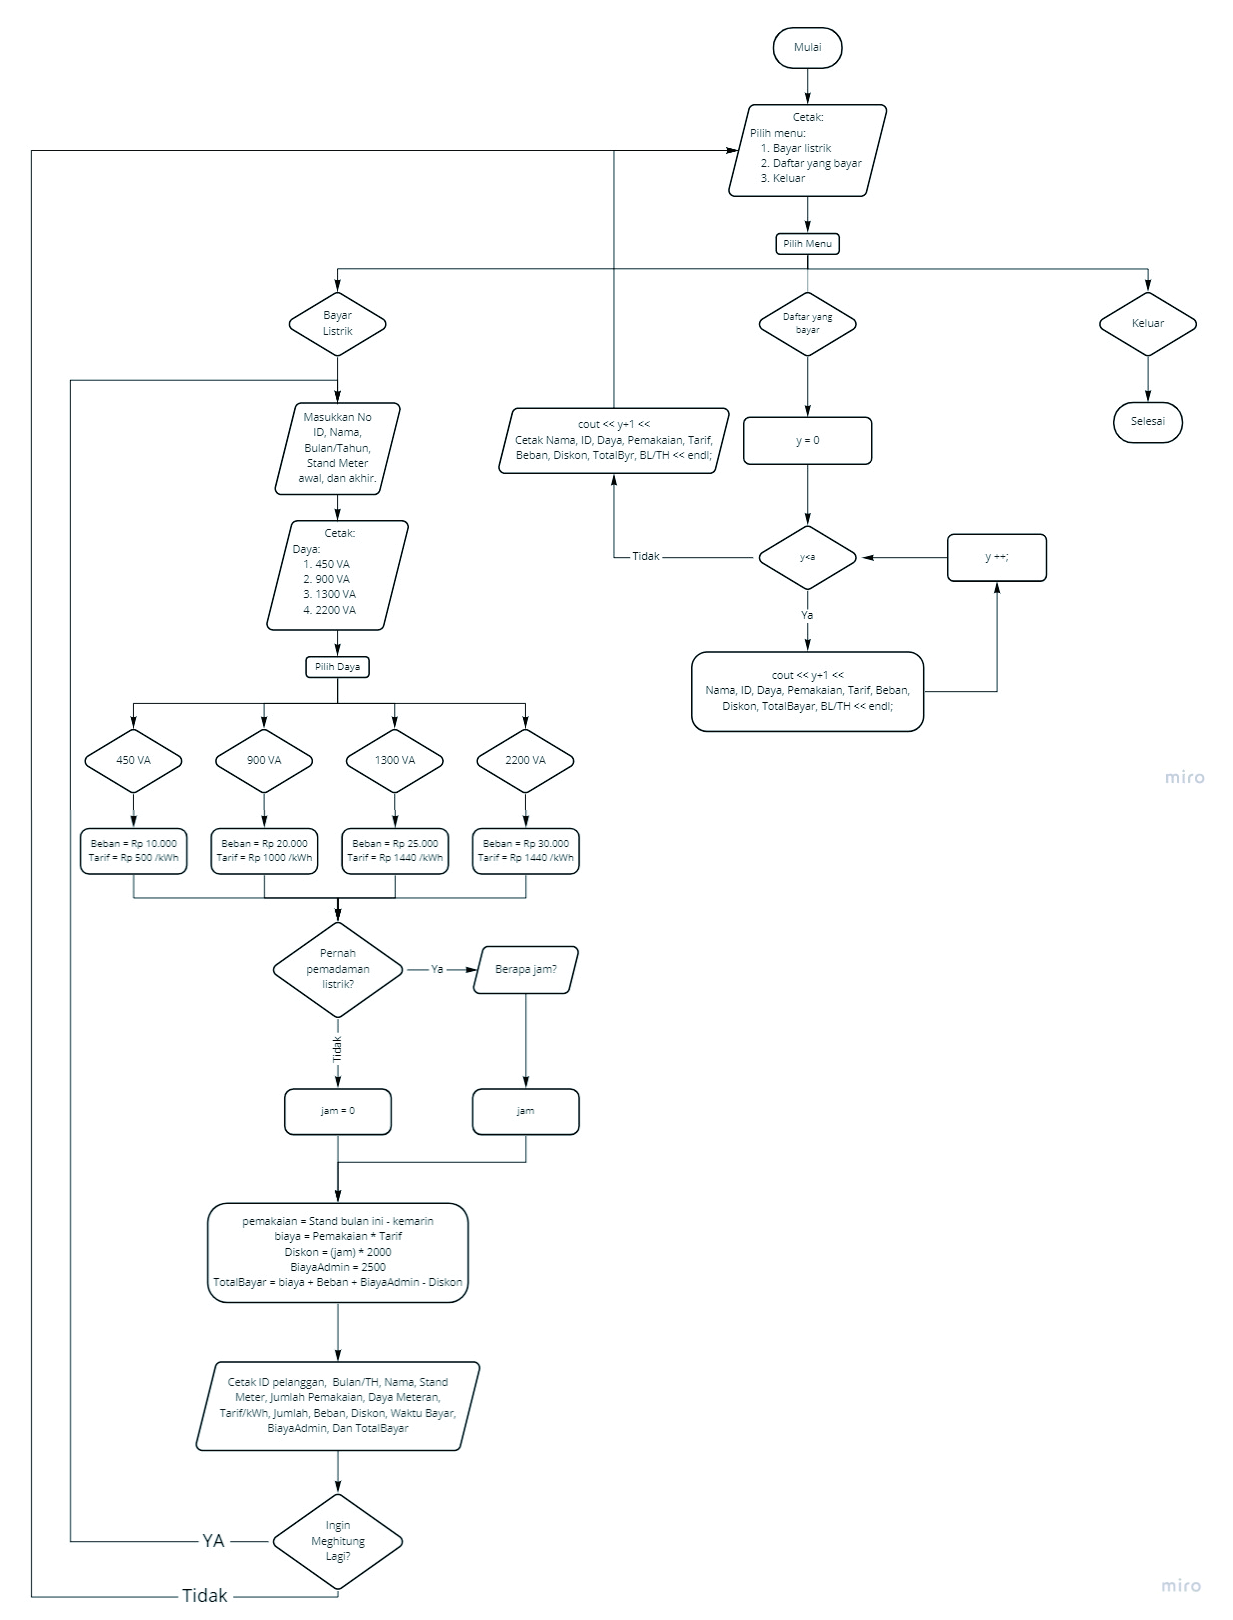 Mulai
Cetak:
Pilih menu:
1. Bayar listrik
2. Daftar yang bayar
3. Keluar
Pilih Menu
Bayar
Listrik
Daftar yang
bayar
Keluar
Masukkan No
ID, Nama,
Bulan/Tahun,
Stand Meter
awal, dan akhir.
cout << y+1 <<
Cetak Nama, ID, Daya, Pemakaian, Tarif,
Beban, Diskon, TotalByr, BL/TH << endl;
y = 0
Selesai
Cetak:
Daya:
1. 450 VA
2. 900 VA
3. 1300 VA
4. 2200 VA
Tidak
y<a
y ++;
Ya
Pilih Daya
cout << y+1 <<
Nama, ID, Daya, Pemakaian, Tarif, Beban,
Diskon, TotalBayar, BL/TH << endl;
450 VA
900 VA
1300 VA
2200 VA
miro
Beban = Rp 10.000
Tarif = Rp 500 /kWh
Beban = Rp 20.000
Tarif = Rp 1000 /kWh
Beban = Rp 25.000
Tarif = Rp 1440 /kWh
Beban = Rp 30.000
Tarif = Rp 1440 /kWh
Pernah
pemadaman
listrik?
Ya
Berapa jam?
Tidak
jam = 0
jam
pemakaian = Stand bulan ini - kemarin
biaya = Pemakaian * Tarif
Diskon = (jam) * 2000
BiayaAdmin = 2500
TotalBayar = biaya + Beban + BiayaAdmin - Diskon
Cetak ID pelanggan, Bulan/TH, Nama, Stand
Meter, Jumlah Pemakaian, Daya Meteran,
Tarif/kWh, Jumlah, Beban, Diskon, Waktu Bayar,
BiayaAdmin, Dan TotalBayar
Ingin
Meghitung
Lagi?
YA
Tidak
miro